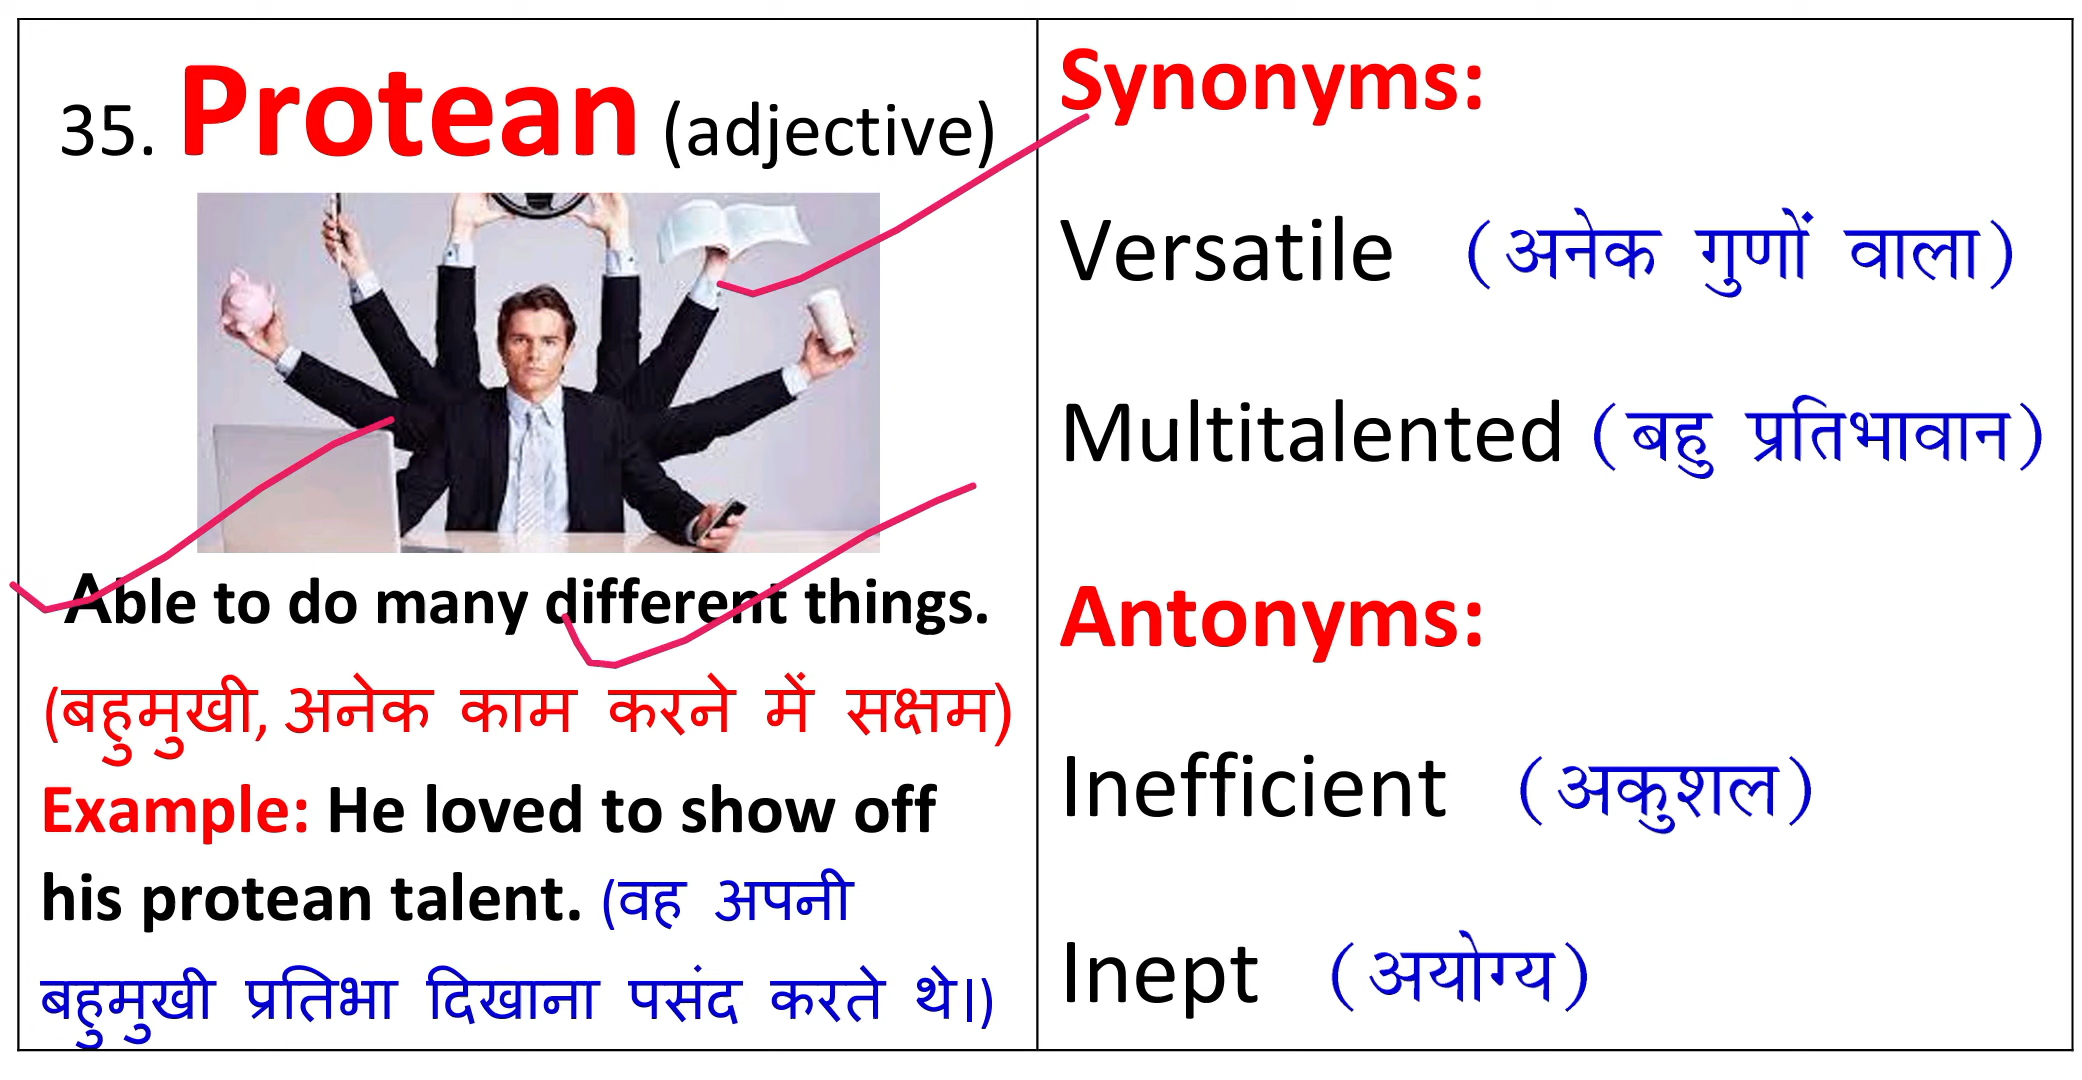 35. Protean (adjective)
Able to do many different things.
(बहुमुखी, अनेक काम करने में सक्षम)
Example: He loved to show off
his protean talent. (वह अपनी
बहुमुखी प्रतिभा दिखाना पसंद करते थे।)
Synonyms:
Versatile (अनेक गुणों वाला)
Multitalented (बहु प्रतिभावान)
Antonyms:
Inefficient (अकुशल)
Inept (अयोग्य)